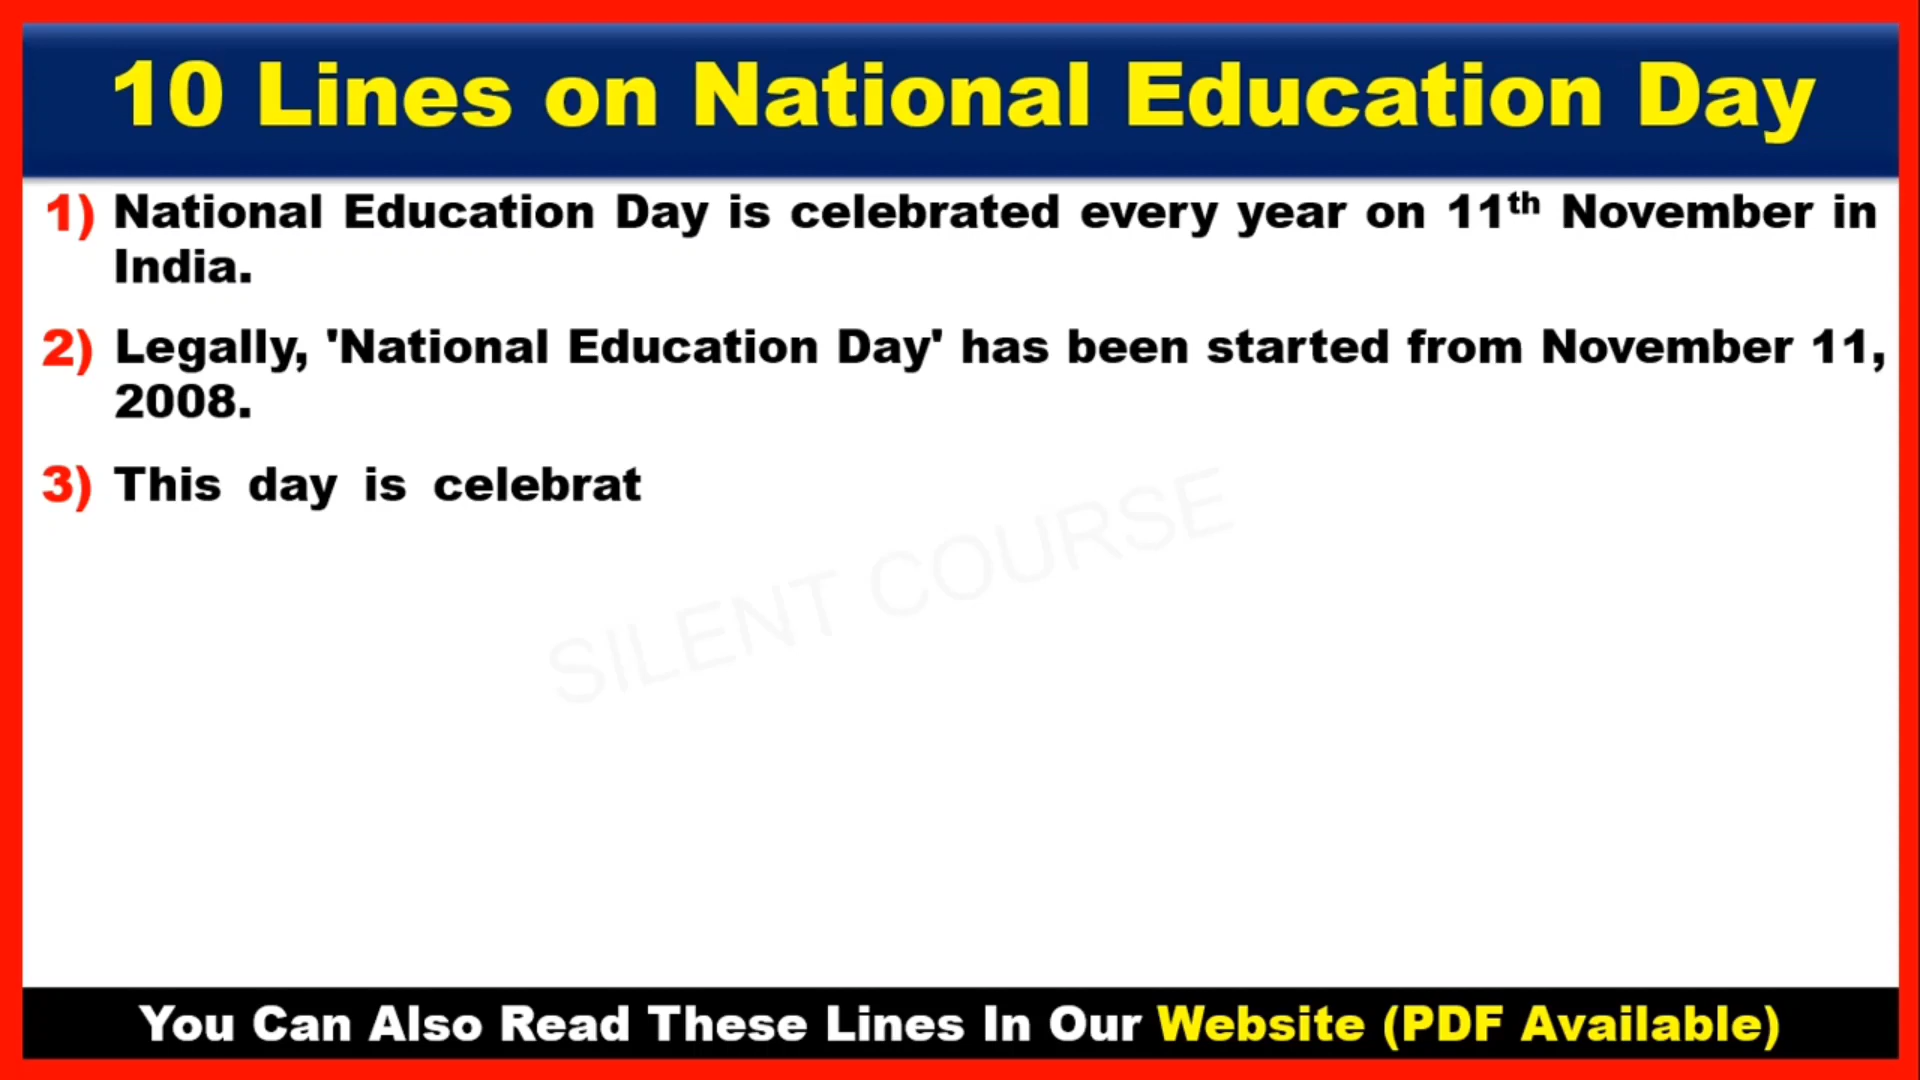 10 Lines on National Education Day
1) National Education Day is celebrated every year on 11th November in
India.
2) Legally, 'National Education Day' has been started from November 11,
2008.
3) This day is celebrat
SILENT COURSE
You Can Also Read These Lines In Our Website (PDF Available)